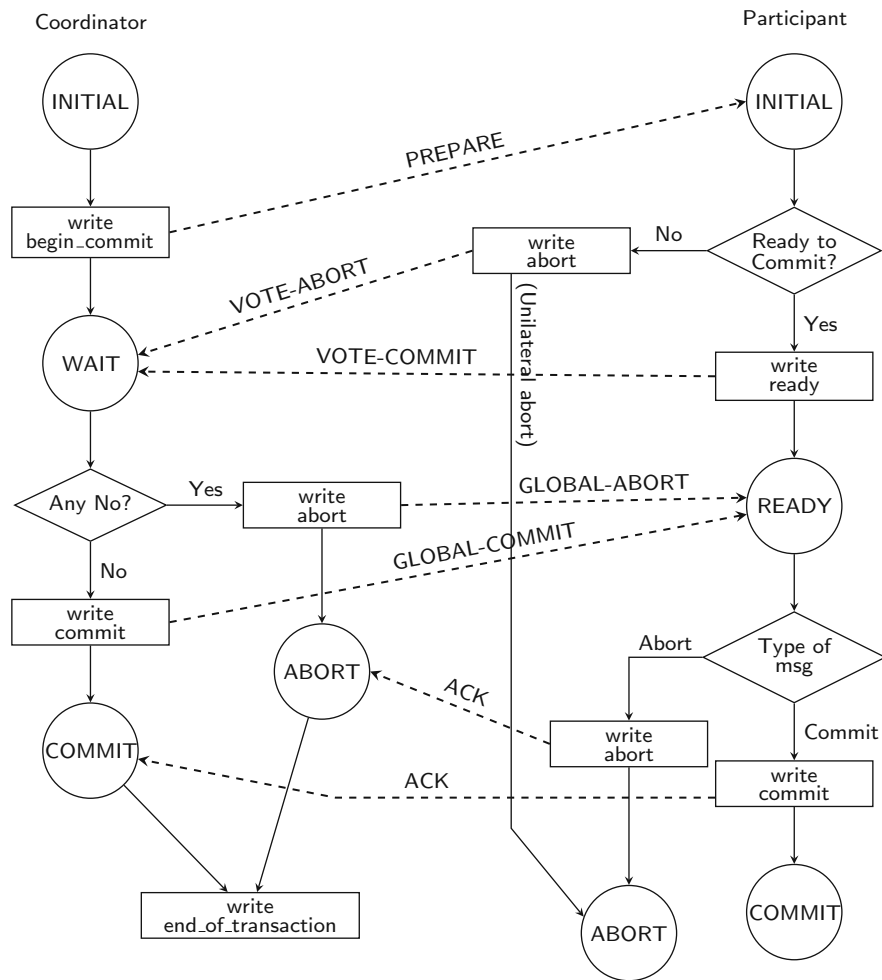 Coordinator
Participant
INITIAL
INITIAL
PREPARE
write
begin_commit
write
abort
No
Ready to
Commit?
VOTE-ABORT
(Unilateral abort)
Yes
WAIT
VOTE-COMMIT
write
ready
Any No?
Yes
write
abort
GLOBAL-ABORT
READY
No
GLOBAL-COMMIT
write
commit
ABORT
Abort
Type of
msg
ACK
COMMIT
write
abort
Commit
ACK
write
commit
write
end_of_transaction
ABORT
COMMIT